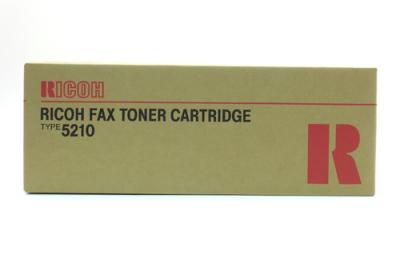 RICOH
RICOH FAX TONER CARTRIDGE
TYPE 5210
R